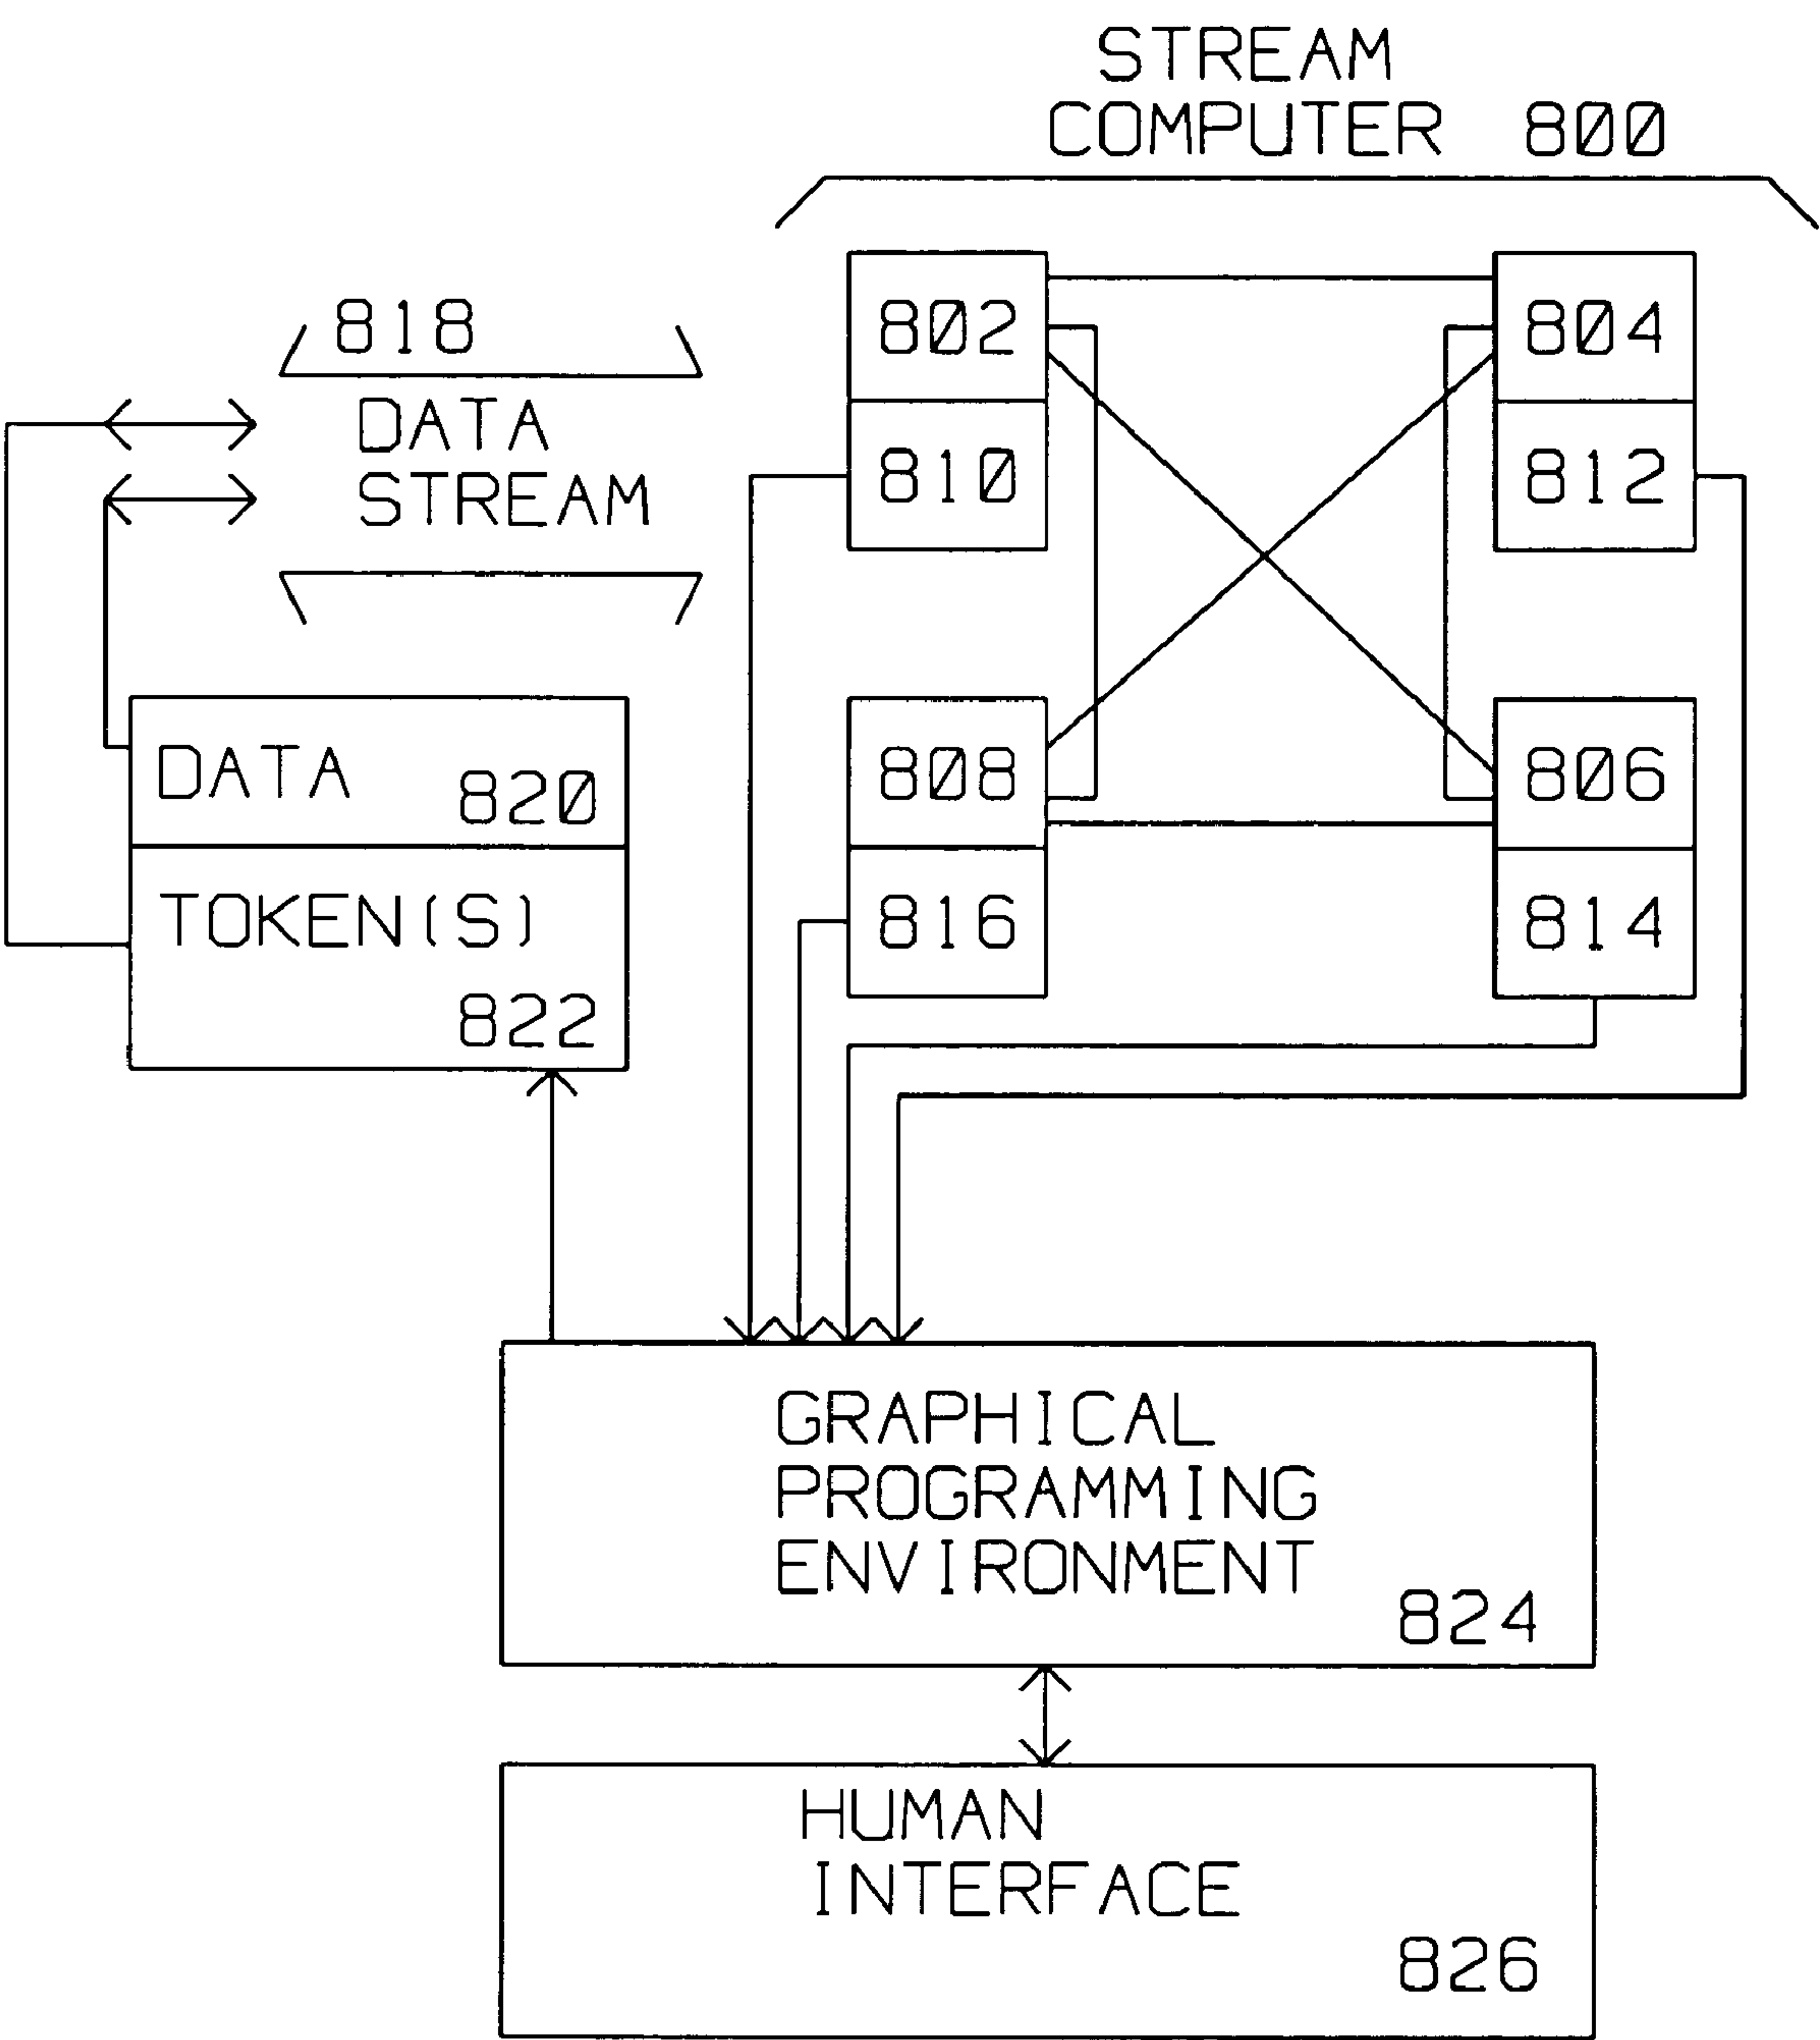 STREAM
COMPUTER 800
818
DATA
STREAM
802
804
810
812
DATA
820
TOKEN(S)
822
808
806
816
814
GRAPHICAL
PROGRAMMING
ENVIRONMENT
824
HUMAN
INTERFACE
826